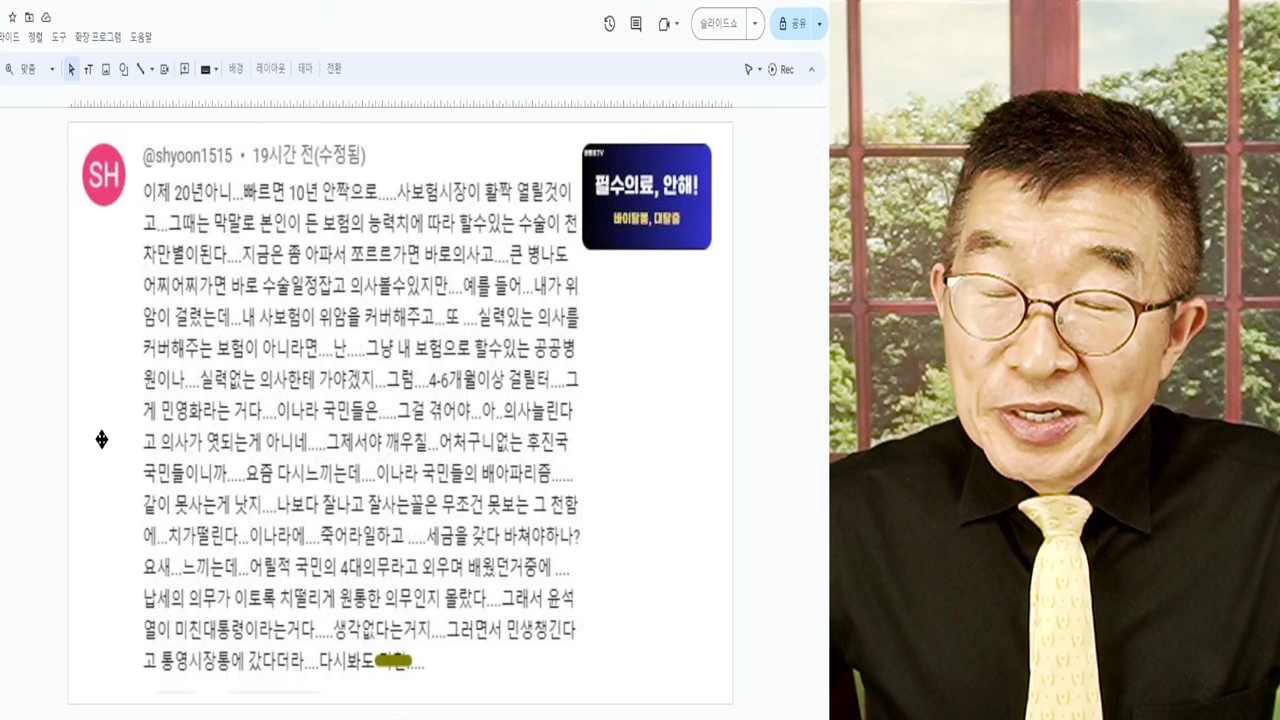 라이드 정렬 도구 확장 프로그램 도움말
슬라이드쇼
공유
맞춤
배경 레이아웃 테마 전환
Rec
SH
@shyoon1515 • 19시간 전(수정됨)
이제 20년아니...빠르면 10년 안짝으로.....사보험시장이 활짝 열릴것이
고...그때는 막말로 본인이 든 보험의 능력치에 따라 할수있는 수술이 천
차만별이된다....지금은 좀 아파서 쪼르르가면 바로의사고....큰 병나도
어찌어찌가면 바로 수술일정잡고 의사볼수있지만....예를 들어...내가 위
암이 걸렸는데...내 사보험이 위암을 커버해주고...또 ....실력있는 의사를
커버해주는 보험이 아니라면....난.....그냥 내 보험으로 할수있는 공공병
원이나....실력없는 의사한테 가야겠지...그럼....4-6개월이상 걸릴터....그
게 민영화라는 거다....이나라 국민들은.....그걸 겪어야...아..의사늘린다
고 의사가 엿되는게 아니네.....그제서야 깨우칠...어처구니없는 후진국
국민들이니까.....요즘 다시느끼는데....이나라 국민들의 배아파리즘......
같이 못사는게 낫지....나보다 잘나고 잘사는꼴은 무조건 못보는 그 천함
에...치가떨린다...이나라에....죽어라일하고 .....세금을 갖다 바쳐야하나?
요새...느끼는데...어릴적 국민의 4대의무라고 외우며 배웠던거중에 ....
납세의 의무가 이토록 치떨리게 원통한 의무인지 몰랐다....그래서 윤석
열이 미친대통령이라는거다.....생각없다는거지....그러면서 민생챙긴다
고 통영시장통에 갔다더라....다시봐도 .....
필수의료, 안해!
바이탈뽕, 대탈출